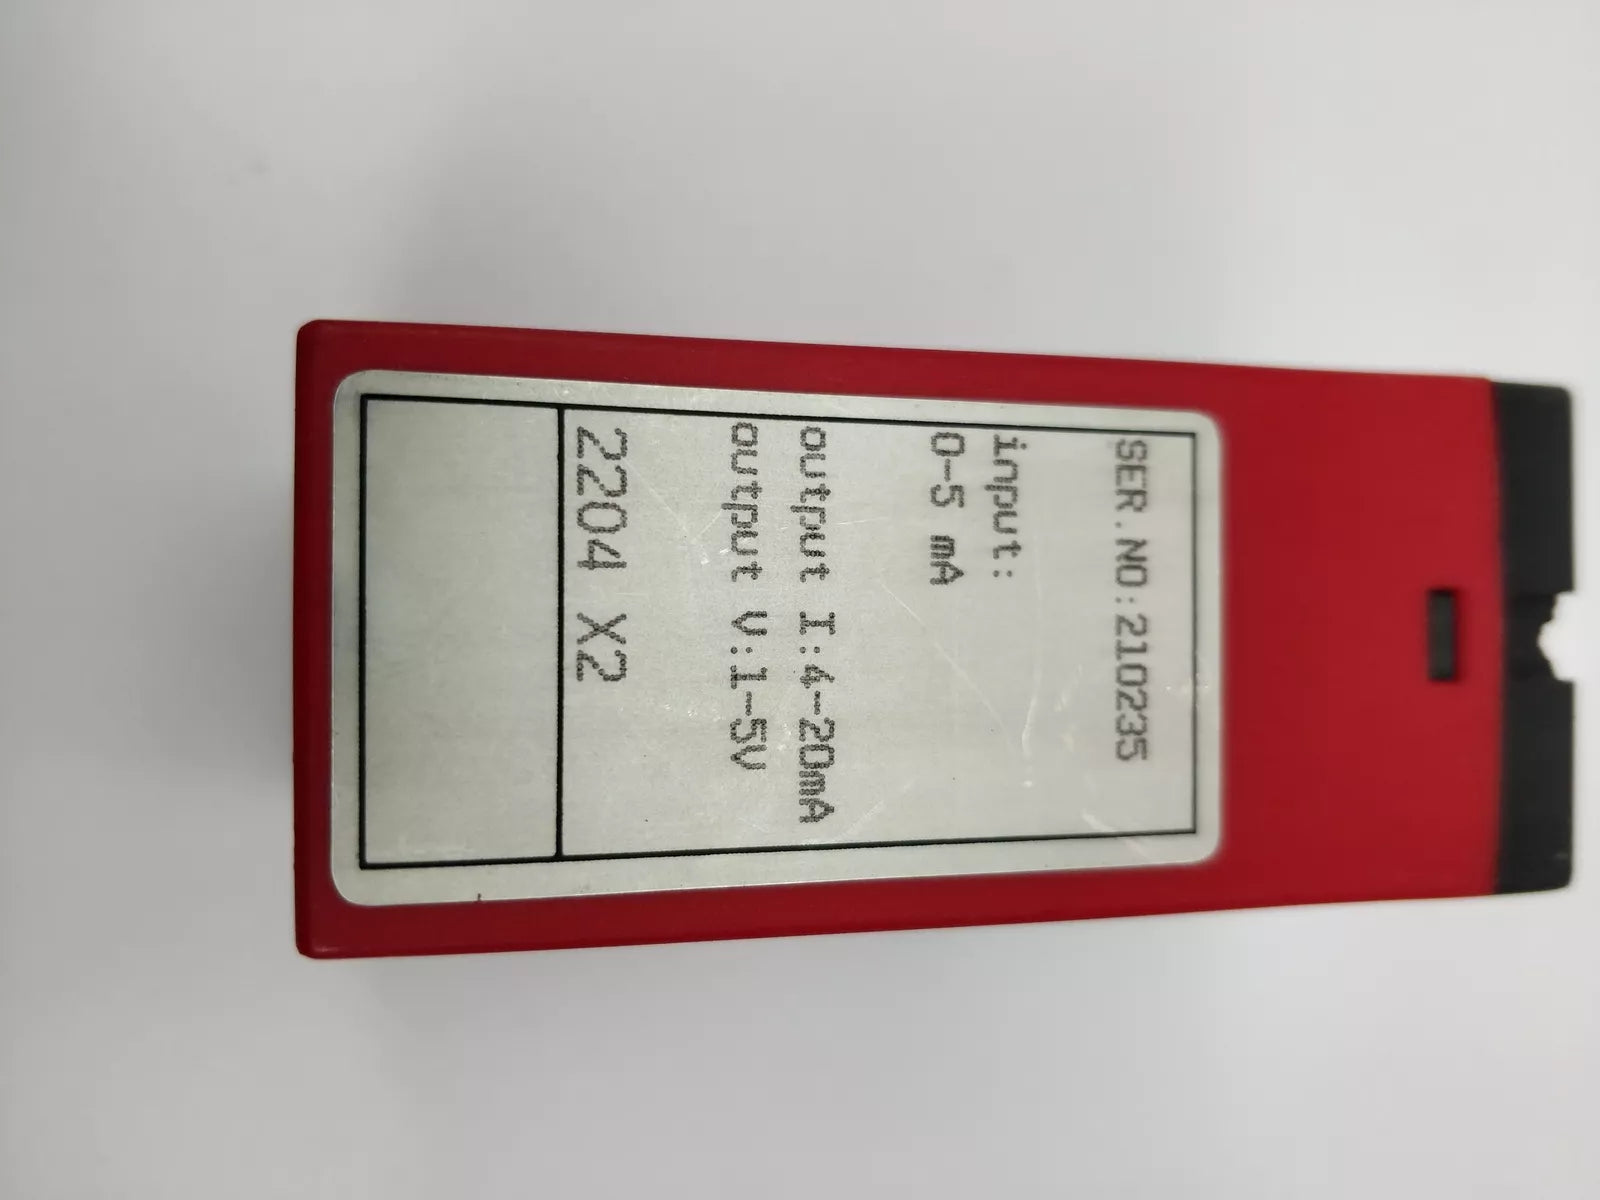 SER.NO:210235
input:
0-5 mA
output I:4-20mA
output V:1-5V
2204 X2